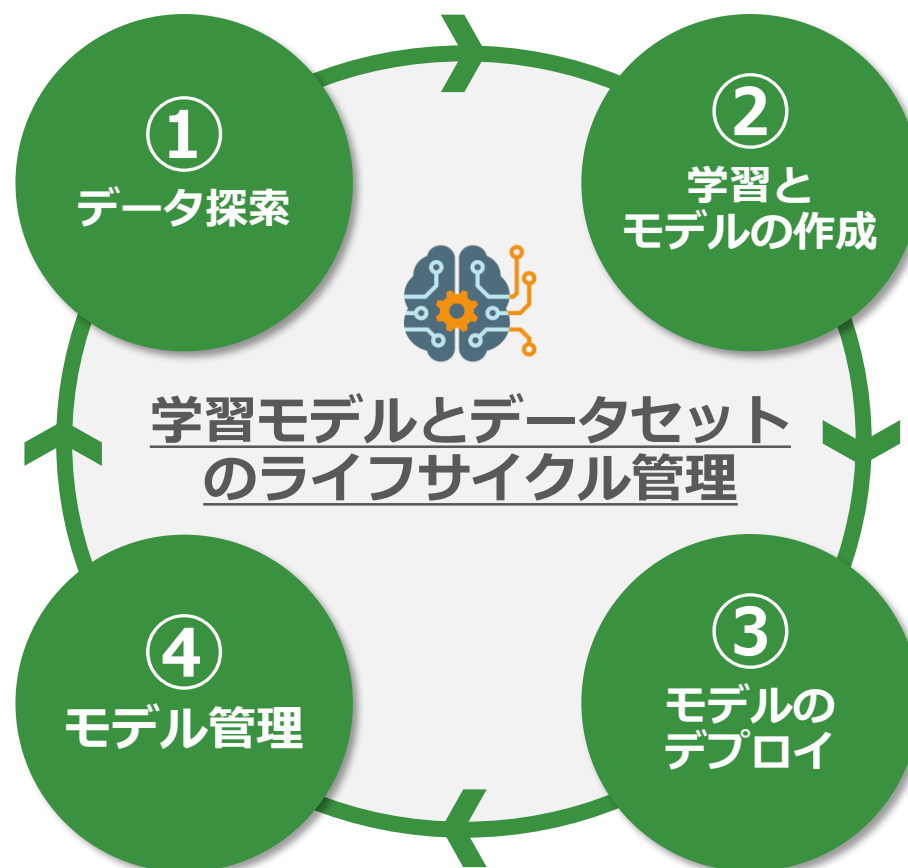 ①
データ探索
②
学習と
モデルの作成
学習モデルとデータセット
のライフサイクル管理
④
モデル管理
③
モデルの
デプロイ